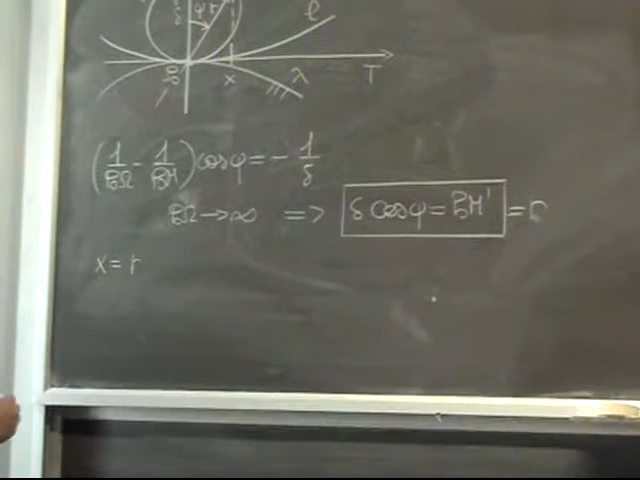 φ r
l
x
λ
T
(1/BΩ - 1/BM) cos φ = - 1/δ
BΩ → ∞ => δ cos φ = BM' = r
x = r